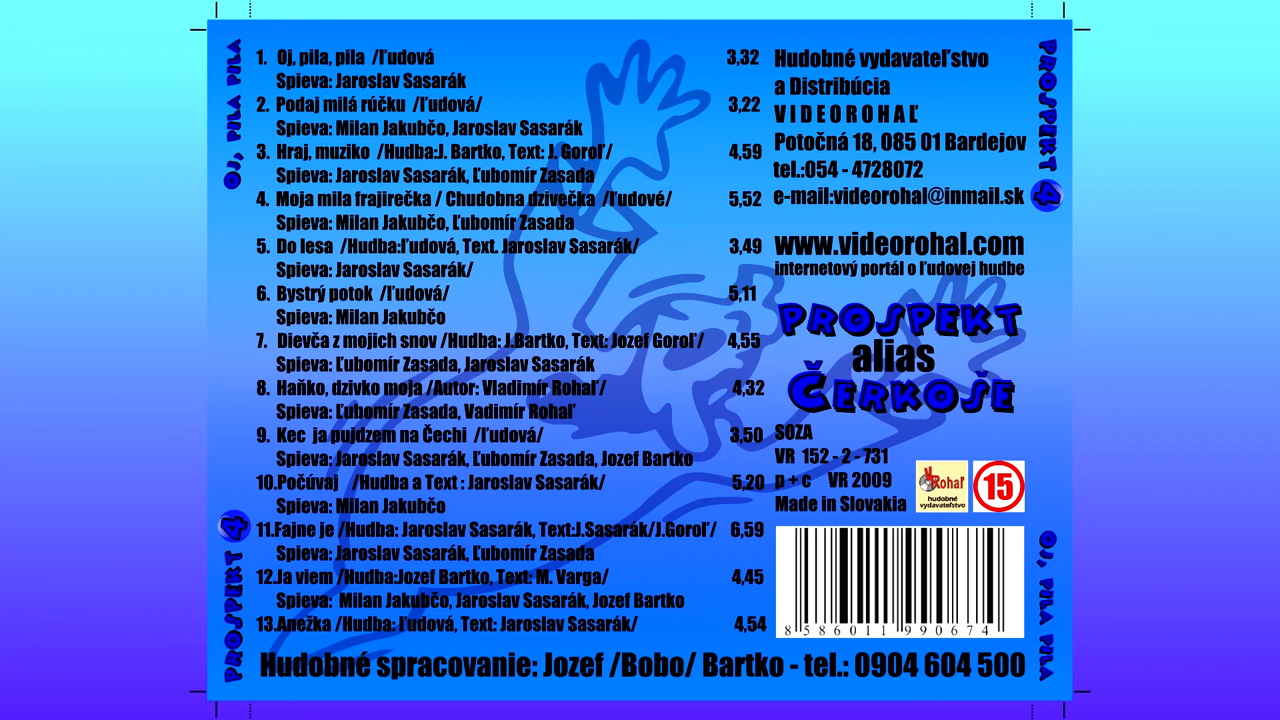 OJ, PILA PILA
PROSPEKT 4
1. Oj, pila, pila /ľudová 3,32
Spieva: Jaroslav Sasarák
2. Podaj milá rúčku /ľudová/ 3,22
Spieva: Milan Jakubčo, Jaroslav Sasarák
3. Hraj, muziko /Hudba:J. Bartko, Text: J. Goroľ/ 4,59
Spieva: Jaroslav Sasarák, Ľubomír Zasada
4. Moja mila frajirečka / Chudobna dzivečka /ľudové/ 5,52
Spieva: Milan Jakubčo, Ľubomír Zasada
5. Do lesa /Hudba:ľudová, Text. Jaroslav Sasarák/ 3,49
Spieva: Jaroslav Sasarák/
6. Bystrý potok /ľudová/ 5,11
Spieva: Milan Jakubčo
7. Dievča z mojich snov /Hudba: J.Bartko, Text: Jozef Goroľ/ 4,55
Spieva: Ľubomír Zasada, Jaroslav Sasarák
8. Haňko, dzivko moja /Autor: Vladimír Rohaľ/ 4,32
Spieva: Ľubomír Zasada, Vadimír Rohaľ
9. Kec ja pujdzem na Čechi /ľudová/ 3,50
Spieva: Jaroslav Sasarák, Ľubomír Zasada, Jozef Bartko
10.Počúvaj /Hudba a Text : Jaroslav Sasarák/ 5,20
Spieva: Milan Jakubčo
11.Fajne je /Hudba: Jaroslav Sasarák, Text:J.Sasarák/J.Goroľ/ 6,59
Spieva: Jaroslav Sasarák, Ľubomír Zasada
12.Ja viem /Hudba:Jozef Bartko, Text: M. Varga/ 4,45
Spieva: Milan Jakubčo, Jaroslav Sasarák, Jozef Bartko
13.Anežka /Hudba: ľudová, Text: Jaroslav Sasarák/ 4,54
Hudobné vydavateľstvo
a Distribúcia
VIDEOROHAĽ
Potočná 18, 085 01 Bardejov
tel.:054 - 4728072
e-mail:videorohal@inmail.sk
www.videorohal.com
internetový portál o ľudovej hudbe
PROSPEKT
alias
ČERKOŠE
SOZA
VR 152 - 2 - 731
p + c VR 2009
Made in Slovakia
VRohaľ
hudobné
vydavateľstvo
15
8586011990674
Hudobné spracovanie: Jozef /Bobo/ Bartko - tel.: 0904 604 500
PROSPEKT 4
OJ, PILA PILA